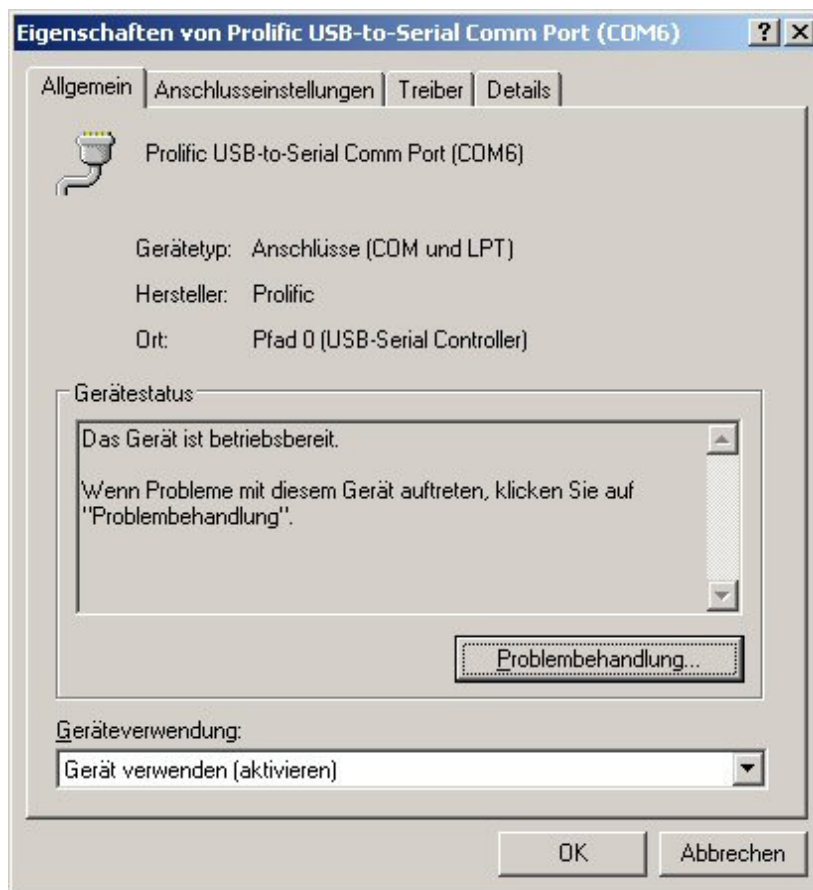 Eigenschaften von Prolific USB-to-Serial Comm Port (COM6)
Allgemein Anschlusseinstellungen Treiber Details
Prolific USB-to-Serial Comm Port (COM6)
Gerätetyp: Anschlüsse (COM und LPT)
Hersteller: Prolific
Ort: Pfad 0 (USB-Serial Controller)
Gerätestatus
Das Gerät ist betriebsbereit.
Wenn Probleme mit diesem Gerät auftreten, klicken Sie auf
"Problembehandlung".
Problembehandlung...
Geräteverwendung:
Gerät verwenden (aktivieren)
OK Abbrechen